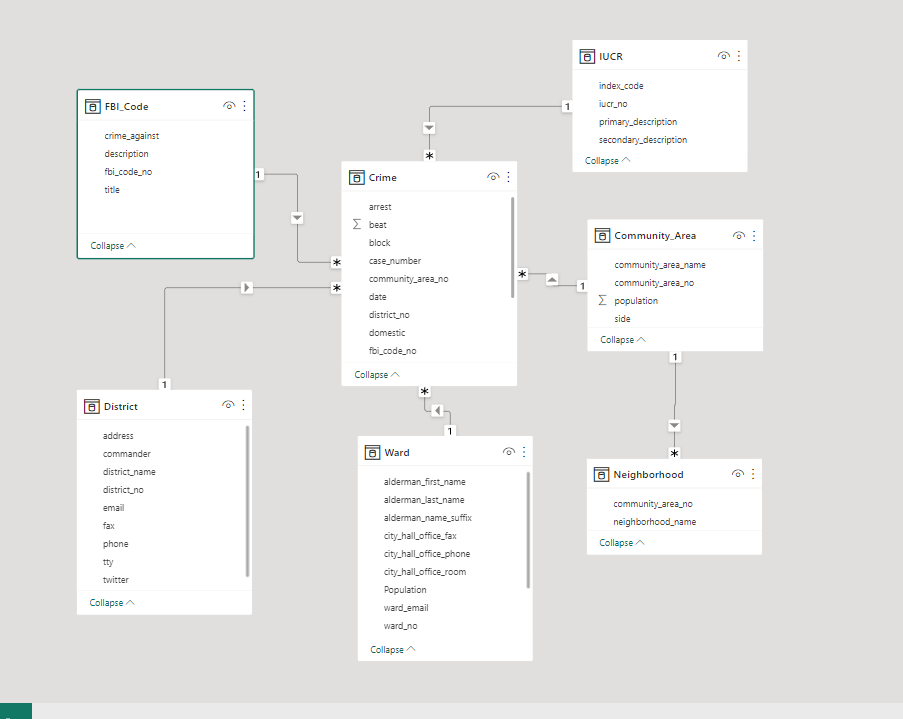 IUCR
index_code
iucr_no
primary_description
secondary_description
Collapse
1
*
FBI_Code
crime_against
description
fbi_code_no
title
Collapse
1
*
Crime
arrest
Σ beat
block
case_number
community_area_no
date
district_no
domestic
fbi_code_no
Collapse
*
*
*
Community_Area
community_area_name
community_area_no
Σ population
side
Collapse
1
1
*
District
address
commander
district_name
district_no
email
fax
phone
tty
twitter
Collapse
1
Ward
alderman_first_name
alderman_last_name
alderman_name_suffix
city_hall_office_fax
city_hall_office_phone
city_hall_office_room
Population
ward_email
ward_no
Collapse
1
Neighborhood
community_area_no
neighborhood_name
Collapse